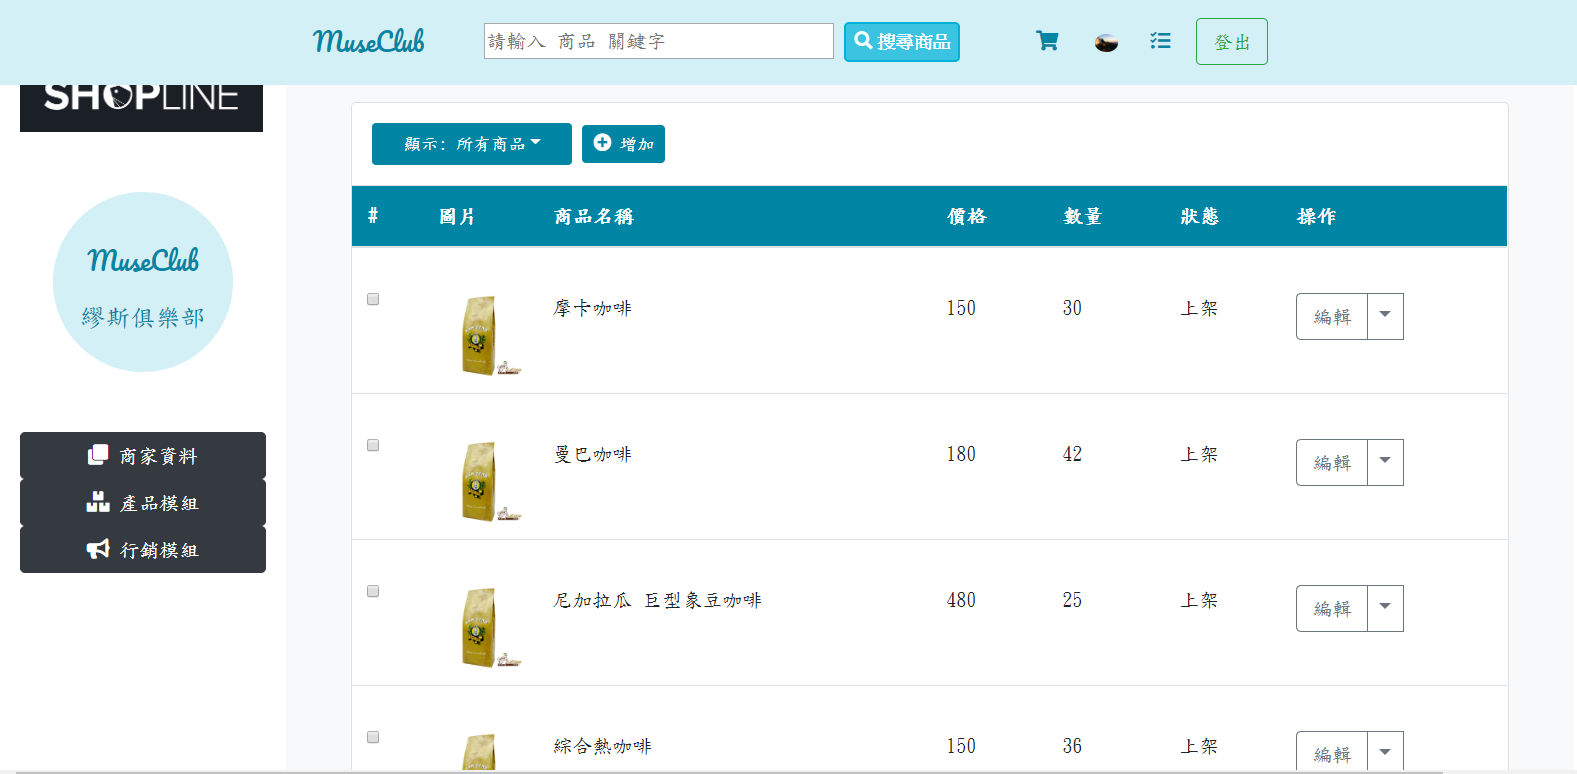 MuseClub
請輸入 商品 關鍵字
搜尋商品
登出
SHOPLINE
MuseClub
繆斯俱樂部
商家資料
產品模組
行銷模組
顯示: 所有商品
增加
# 圖片 商品名稱 價格 數量 狀態 操作
摩卡咖啡 150 30 上架 編輯
曼巴咖啡 180 42 上架 編輯
尼加拉瓜 巨型象豆咖啡 480 25 上架 編輯
綜合熱咖啡 150 36 上架 編輯